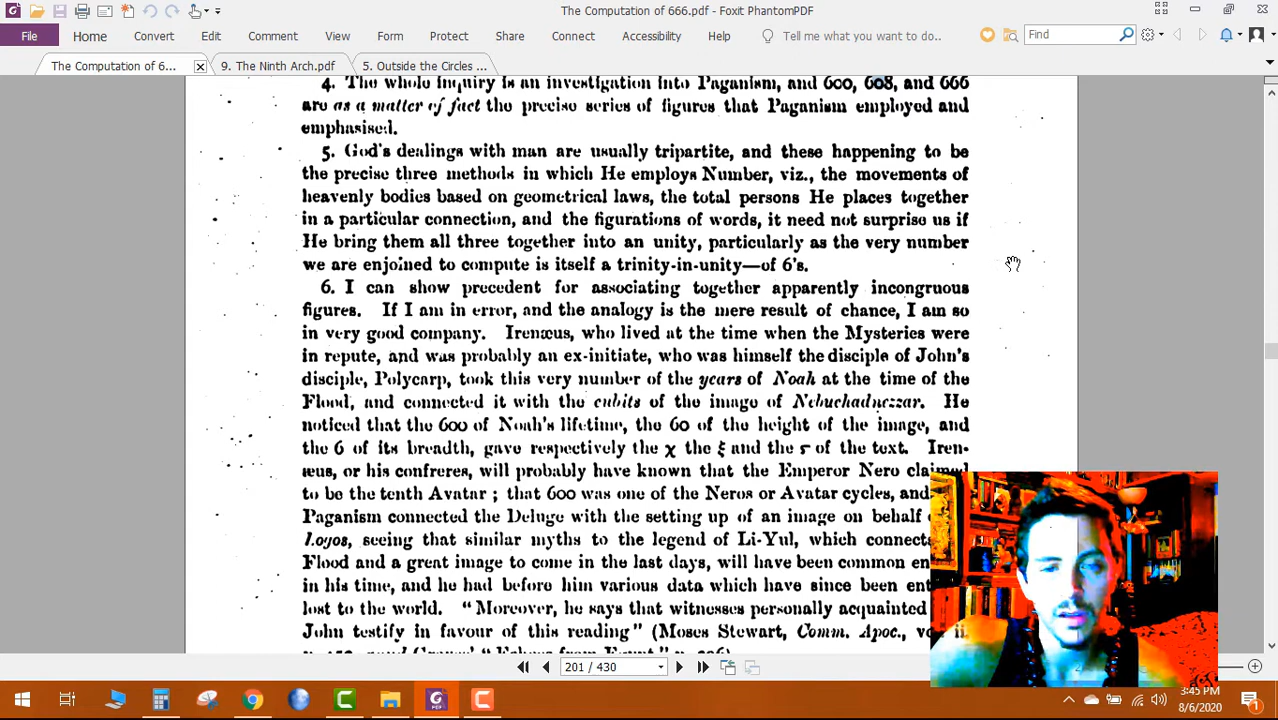 The Computation of 666.pdf - Foxit PhantomPDF
File Home Convert Edit Comment View Form Protect Share Connect Accessibility Help Tell me what you want to do.. Find
The Computation of 6... 9. The Ninth Arch.pdf 5. Outside the Circles ...
4. The whole inquiry is an investigation into Paganism, and 600, 608, and 666
are as a matter of fact the precise series of figures that Paganism employed and
emphasised.
5. God's dealings with man are usually tripartite, and these happening to be
the precise three methods in which He employs Number, viz., the movements of
heavenly bodies based on geometrical laws, the total persons He places together
in a particular connection, and the figurations of words, it need not surprise us if
He bring them all three together into an unity, particularly as the very number
we are enjoined to compute is itself a trinity-in-unity—of 6's.
6. I can show precedent for associating together apparently incongruous
figures. If I am in error, and the analogy is the mere result of chance, I am so
in very good company. Irenæus, who lived at the time when the Mysteries were
in repute, and was probably an ex-initiate, who was himself the disciple of John's
disciple, Polycarp, took this very number of the years of Noah at the time of the
Flood, and connected it with the cubits of the image of Nebuchadnezzar. He
noticed that the 600 of Noah's lifetime, the 60 of the height of the image, and
the 6 of its breadth, gave respectively the χ the ξ and the ϛ of the text. Iren-
æus, or his confreres, will probably have known that the Emperor Nero claimed
to be the tenth Avatar ; that 600 was one of the Neros or Avatar cycles, and
Paganism connected the Deluge with the setting up of an image on behalf
Logos, seeing that similar myths to the legend of Li-Yul, which connect
Flood and a great image to come in the last days, will have been common
in his time, and he had before him various data which have since been
lost to the world. "Moreover, he says that witnesses personally acquainted
John testify in favour of this reading" (Moses Stewart, Comm. Apoc.,
201 / 430
3:45 PM
8/6/2020